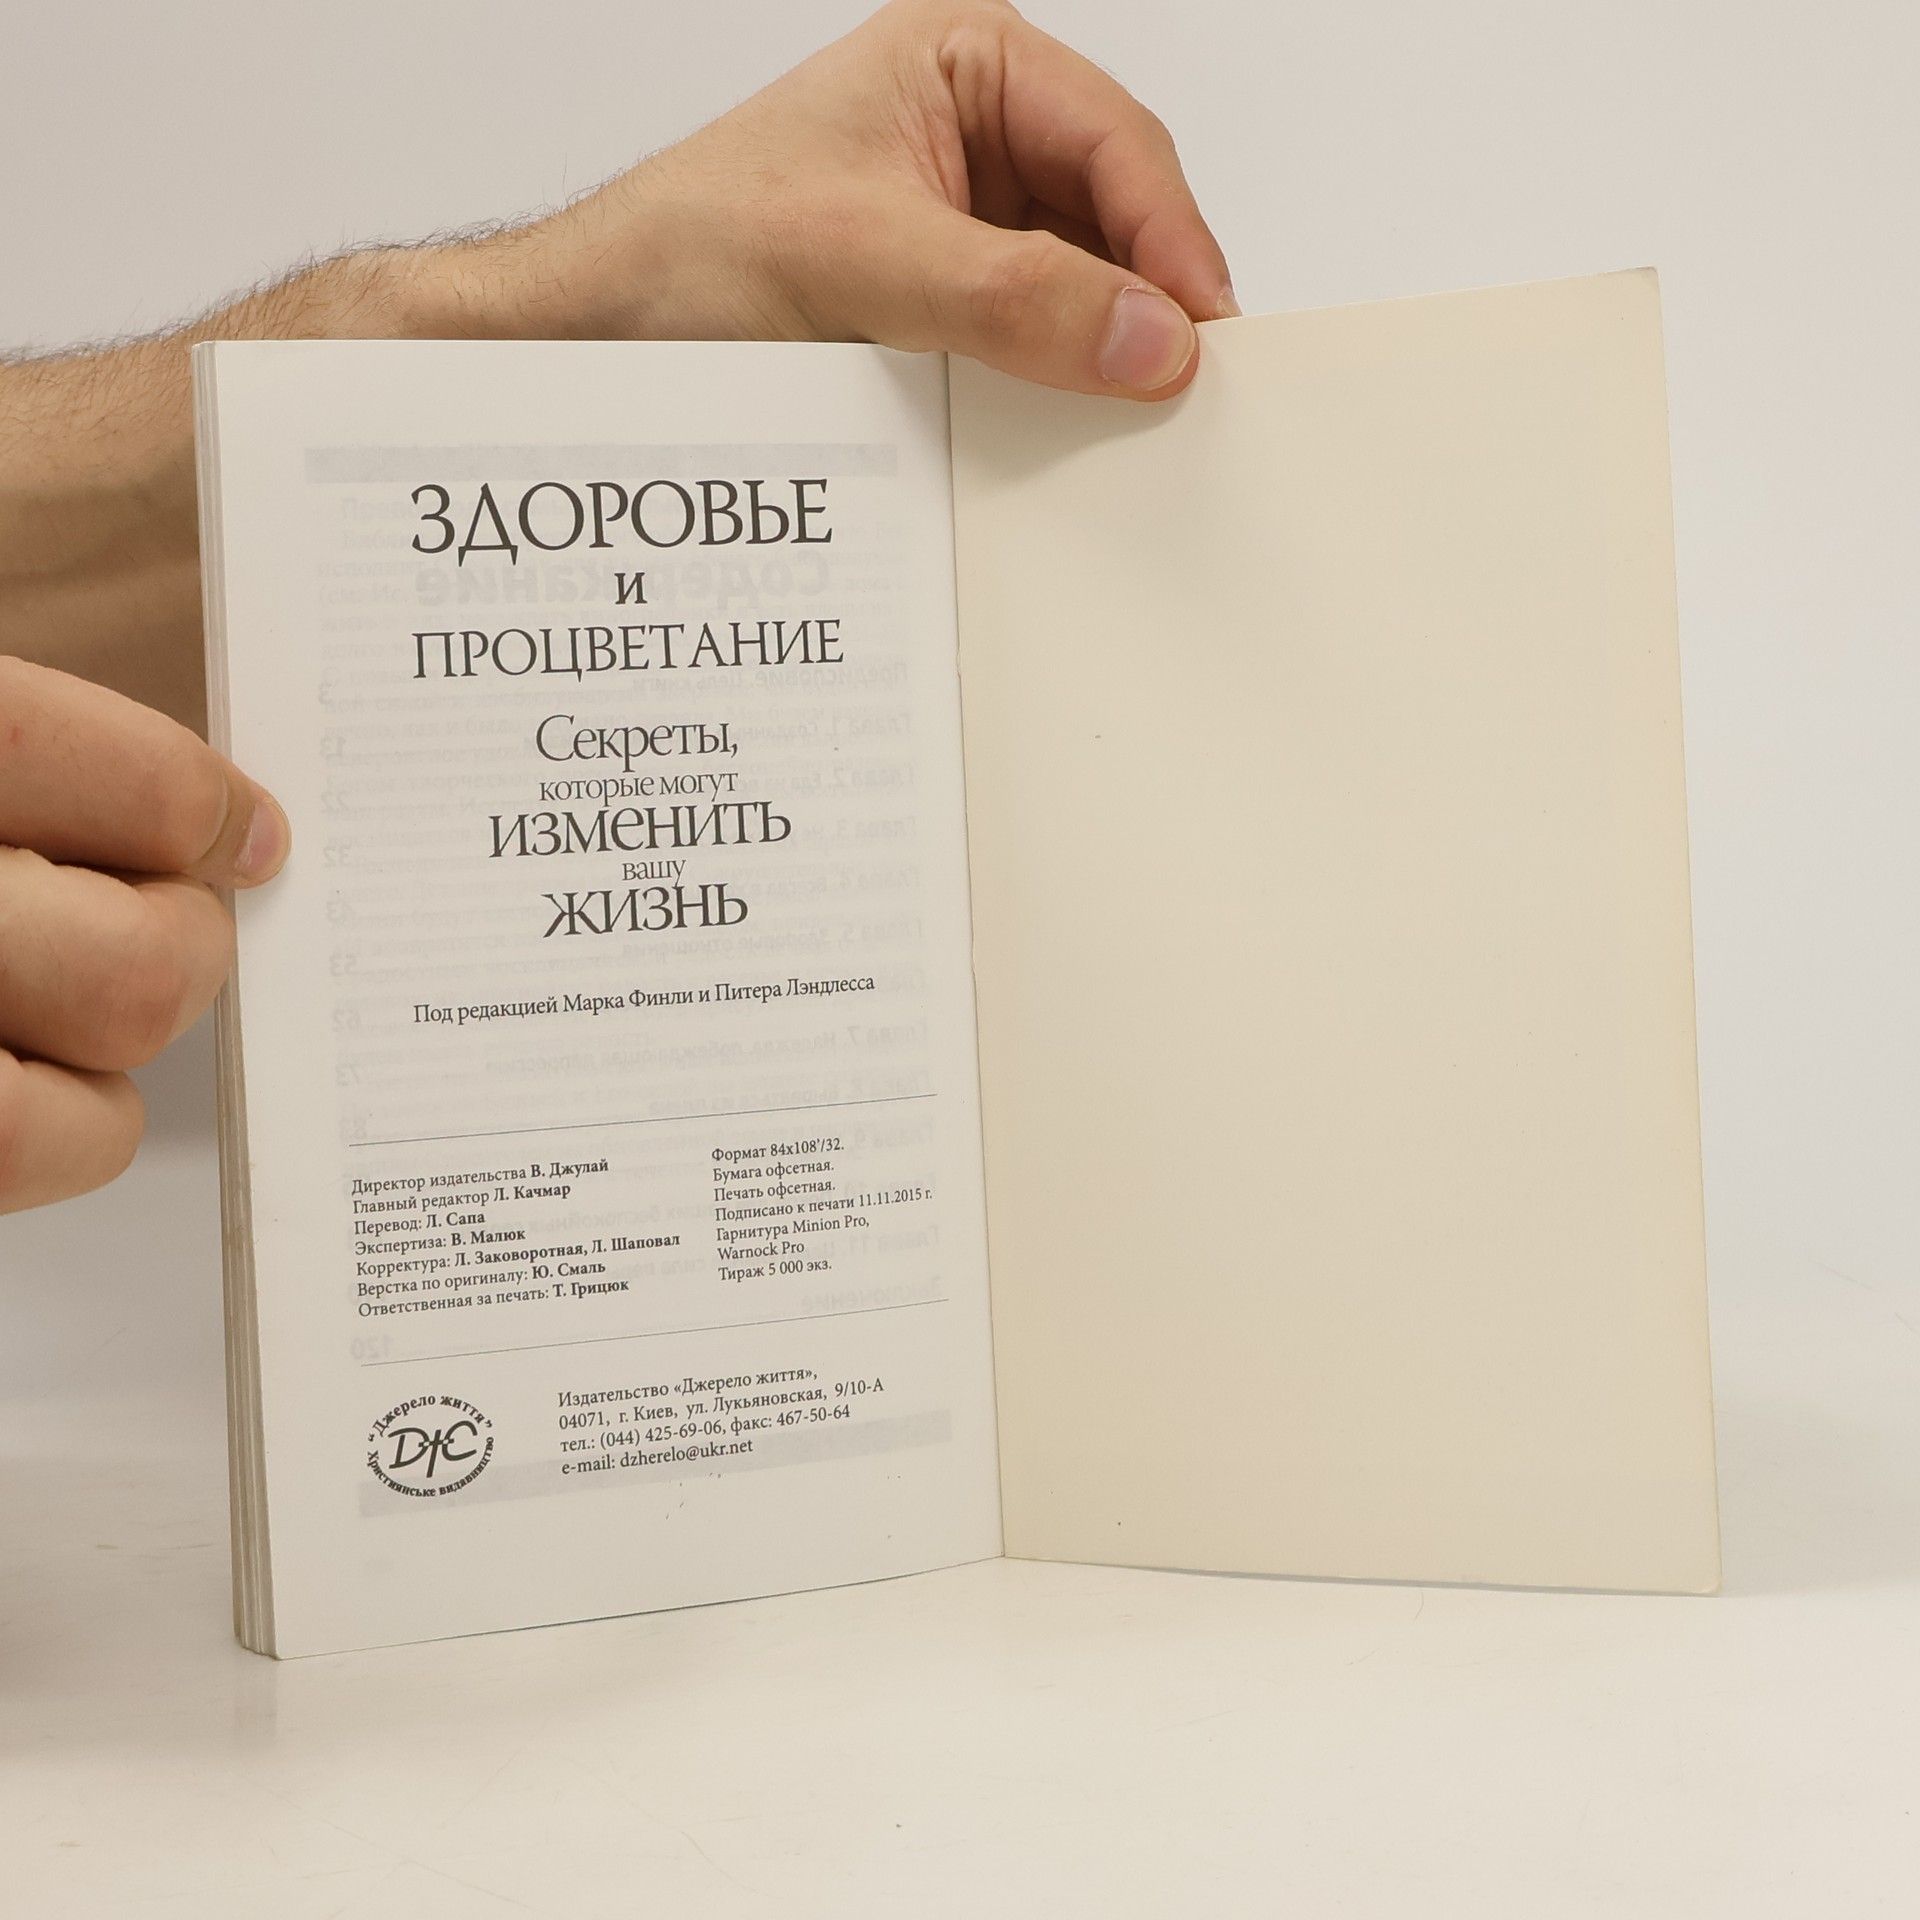 ЗДОРОВЬЕ
и
ПРОЦВЕТАНИЕ
Секреты,
которые могут
изменить
вашу
жизнь
Под редакцией Марка Финли и Питера Лэндлесса
Директор издательства В. Джулай
Главный редактор Л. Качмар
Перевод: Л. Сапа
Экспертиза: В. Малюк
Корректура: Л. Заковоротная, Л. Шаповал
Верстка по оригиналу: Ю. Смаль
Ответственная за печать: Т. Грицюк
Формат 84х108'/32.
Бумага офсетная.
Печать офсетная.
Подписано к печати 11.11.2015 г.
Гарнитура Minion Pro,
Warnock Pro
Тираж 5 000 экз.
"Джерело життя"
ДЖ
Християнське видавництво
Издательство «Джерело життя»,
04071, г. Киев, ул. Лукьяновская, 9/10-А
тел.: (044) 425-69-06, факс: 467-50-64
e-mail: dzherelo@ukr.net